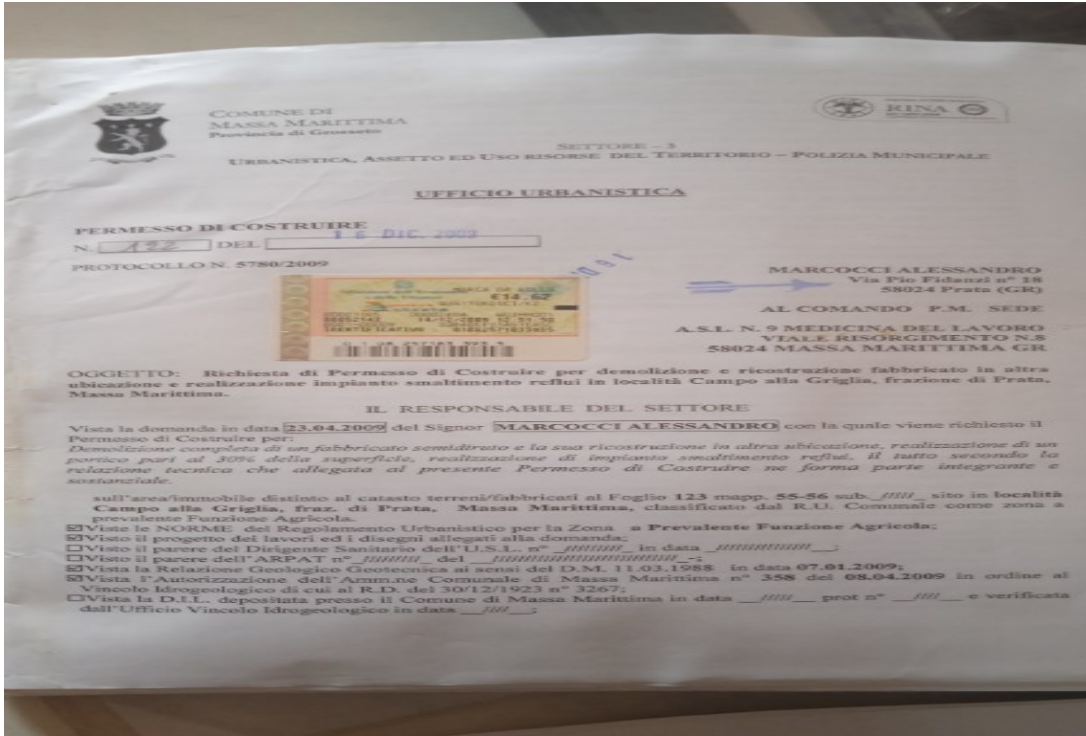 COMUNE DI
MASSA MARITTIMA
Provincia di Grosseto
RINA
SETTORE – 3
URBANISTICA, ASSETTO ED USO RISORSE DEL TERRITORIO – POLIZIA MUNICIPALE
UFFICIO URBANISTICA
PERMESSO DI COSTRUIRE
N. 122 DEL 16 DIC. 2009
PROTOCOLLO N. 5780/2009
MARCA DA BOLLO
€14,62
MARCOCCI ALESSANDRO
Via Pio Fidanzi n° 18
58024 Prata (GR)
AL COMANDO P.M. SEDE
A.S.L. N. 9 MEDICINA DEL LAVORO
VIALE RISORGIMENTO N.8
58024 MASSA MARITTIMA GR
OGGETTO: Richiesta di Permesso di Costruire per demolizione e ricostruzione fabbricato in altra
ubicazione e realizzazione impianto smaltimento reflui in località Campo alla Griglia, frazione di Prata,
Massa Marittima.
IL RESPONSABILE DEL SETTORE
Vista la domanda in data 23.04.2009 del Signor MARCOCCI ALESSANDRO con la quale viene richiesto il
Permesso di Costruire per:
Demolizione completa di un fabbricato semidiruto e la sua ricostruzione in altra ubicazione, realizzazione di un
portico pari al 30% della superficie, realizzazione di impianto smaltimento reflui, il tutto secondo la
relazione tecnica che allegata al presente Permesso di Costruire ne forma parte integrante e
sostanziale.
sull'area/immobile distinto al catasto terreni/fabbricati al Foglio 123 mapp. 55-56 sub. _/////_ sito in località
Campo alla Griglia, fraz. di Prata, Massa Marittima, classificato dal R.U. Comunale come zona a
prevalente Funzione Agricola.
☑Visto le NORME del Regolamento Urbanistico per la Zona a Prevalente Funzione Agricola;
☑Visto il progetto dei lavori ed i disegni allegati alla domanda;
☐Visto il parere del Dirigente Sanitario dell'U.S.L. n° _/////////_ in data _///////////////__;
☐Visto il parere dell'ARPAT n° _/////////_ del _///////////////////////////////_-;
☑Vista la Relazione Geologico Geotecnica ai sensi del D.M. 11.03.1988 in data 07.01.2009;
☑Vista l'Autorizzazione dell'Amm.ne Comunale di Massa Marittima n° 358 del 08.04.2009 in ordine al
Vincolo Idrogeologico di cui al R.D. del 30/12/1923 n° 3267;
☐Vista la D.I.L. depositata presso il Comune di Massa Marittima in data __/////__ prot n° __/////__ e verificata
dall'Ufficio Vincolo Idrogeologico in data __/////__;